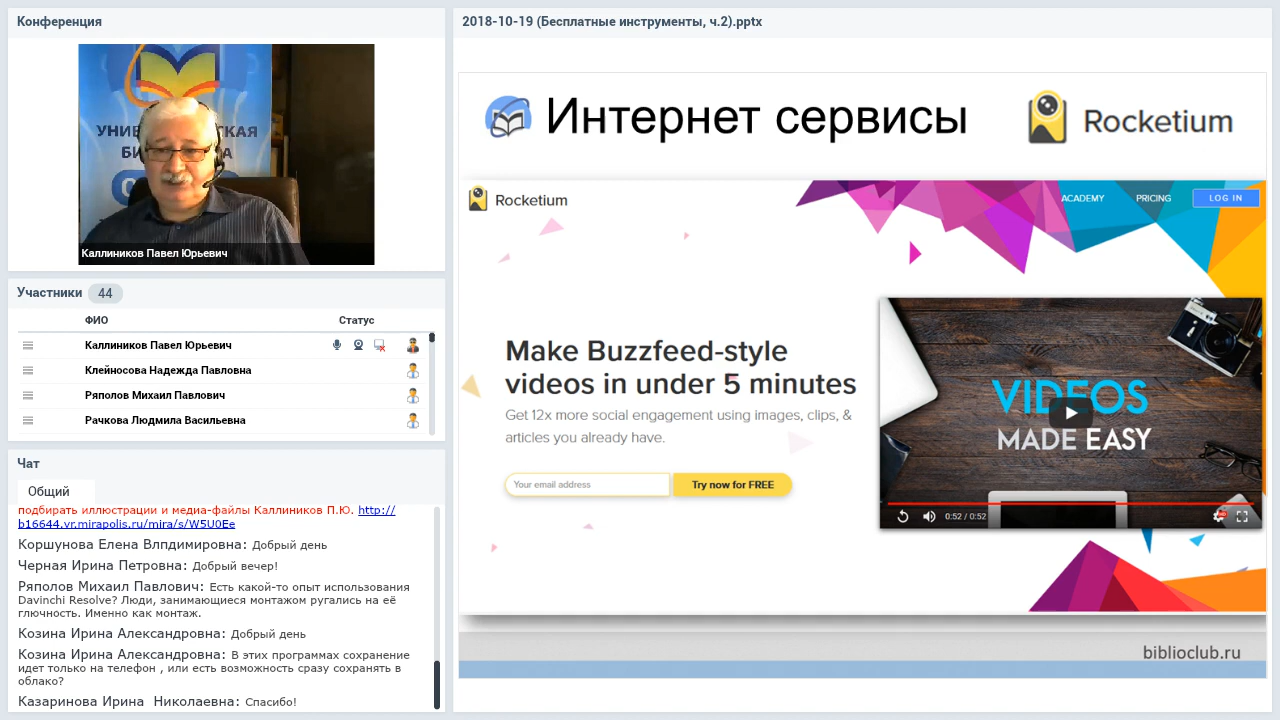 Конференция
УНИВ
ТСКАЯ
БИ
А
Каллиников Павел Юрьевич
Участники 44
ФИО Статус
Каллиников Павел Юрьевич
Клейносова Надежда Павловна
Ряполов Михаил Павлович
Рачкова Людмила Васильевна
Чат
Общий
подбирать иллюстрации и медиа-файлы Каллиников П.Ю. http://
b16644.vr.mirapolis.ru/mira/s/W5U0Ee
Коршунова Елена Влпдимировна: Добрый день
Черная Ирина Петровна: Добрый вечер!
Ряполов Михаил Павлович: Есть какой-то опыт использования
Davinchi Resolve? Люди, занимающиеся монтажом ругались на её
глючность. Именно как монтаж.
Козина Ирина Александровна: Добрый день
Козина Ирина Александровна: В этих программах сохранение
идет только на телефон , или есть возможность сразу сохранять в
облако?
Казаринова Ирина Николаевна: Спасибо!
2018-10-19 (Бесплатные инструменты, ч.2).pptx
Интернет сервисы
Rocketium
Rocketium
ACADEMY PRICING LOG IN
Make Buzzfeed-style
videos in under 5 minutes
Get 12x more social engagement using images, clips, &
articles you already have.
Your email address Try now for FREE
VIDEOS
MADE EASY
0:52 / 0:52
biblioclub.ru